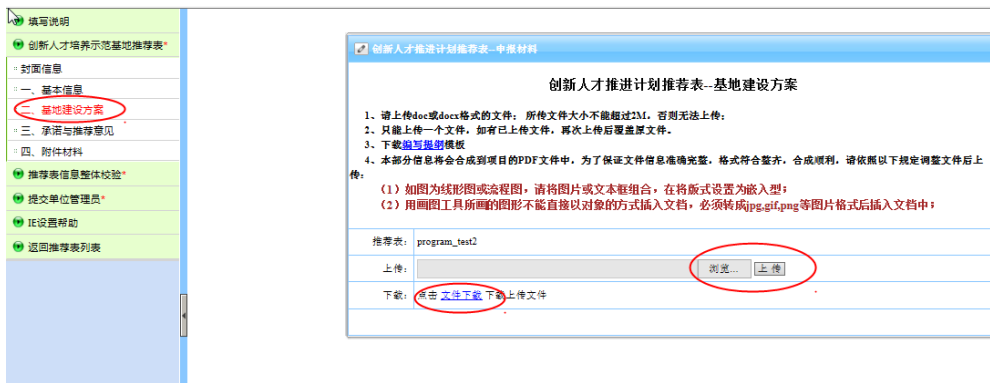 填写说明
创新人才培养示范基地推荐表*
封面信息
一、基本信息
二、基地建设方案
三、承诺与推荐意见
四、附件材料
推荐表信息整体校验*
提交单位管理员*
IE设置帮助
返回推荐表列表
创新人才推进计划推荐表--申报材料
创新人才推进计划推荐表--基地建设方案
1、请上传doc或docx格式的文件； 所传文件大小不能超过2M，否则无法上传；
2、只能上传一个文件，如有已上传文件，再次上传后覆盖原文件。
3、下载编写提纲模板
4、本部分信息将会合成到项目的PDF文件中，为了保证文件信息准确完整，格式符合整齐，合成顺利，请依照以下规定调整文件后上
传：
（1）如图为线形图或流程图，请将图片或文本框组合，在将版式设置为嵌入型；
（2）用画图工具所画的图形不能直接以对象的方式插入文档，必须转成jpg,gif,png等图片格式后插入文档中；
推荐表： program_test2
上传： 浏览... 上 传
下载： 点击 文件下载 下载上传文件